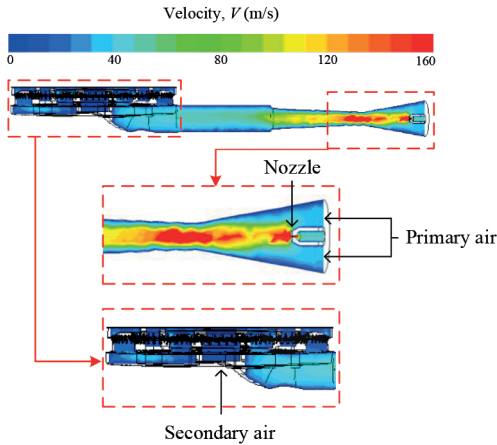 Velocity, V (m/s)
0 40 80 120 160
Nozzle
Primary air
Secondary air